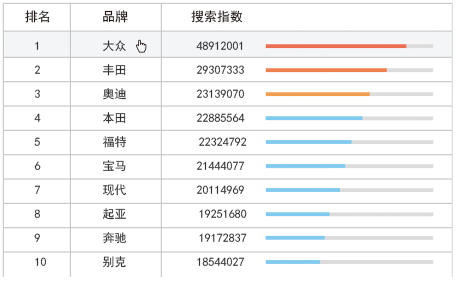 排名 品牌 搜索指数
1 大众 48912001
2 丰田 29307333
3 奥迪 23139070
4 本田 22885564
5 福特 22324792
6 宝马 21444077
7 现代 20114969
8 起亚 19251680
9 奔驰 19172837
10 别克 18544027